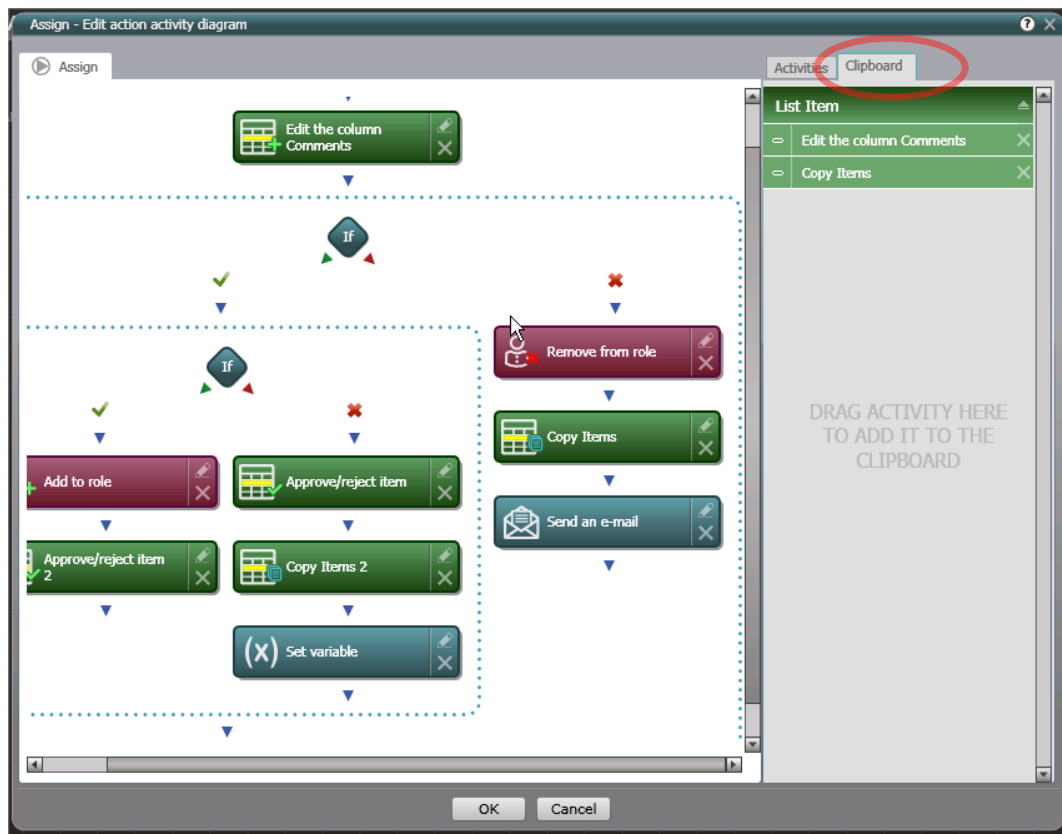 Assign - Edit action activity diagram
?
Assign
Activities
Clipboard
List Item
Edit the column Comments
Copy Items
DRAG ACTIVITY HERE
TO ADD IT TO THE
CLIPBOARD
Edit the column
Comments
If
If
Remove from role
Copy Items
Send an e-mail
Add to role
Approve/reject item
2
Approve/reject item
Copy Items 2
(x) Set variable
OK
Cancel